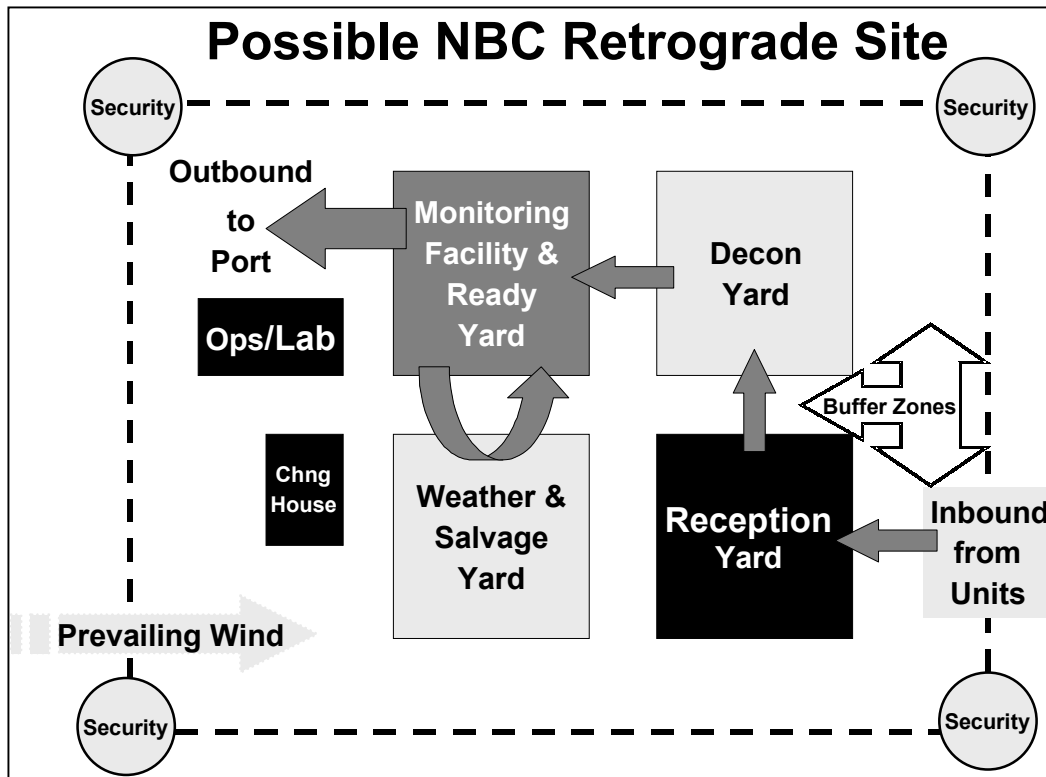 Possible NBC Retrograde Site
Security
Security
Outbound
to
Port
Monitoring
Facility &
Ready
Yard
Decon
Yard
Ops/Lab
Buffer Zones
Chng
House
Weather &
Salvage
Yard
Reception
Yard
Inbound
from
Units
Prevailing Wind
Security
Security